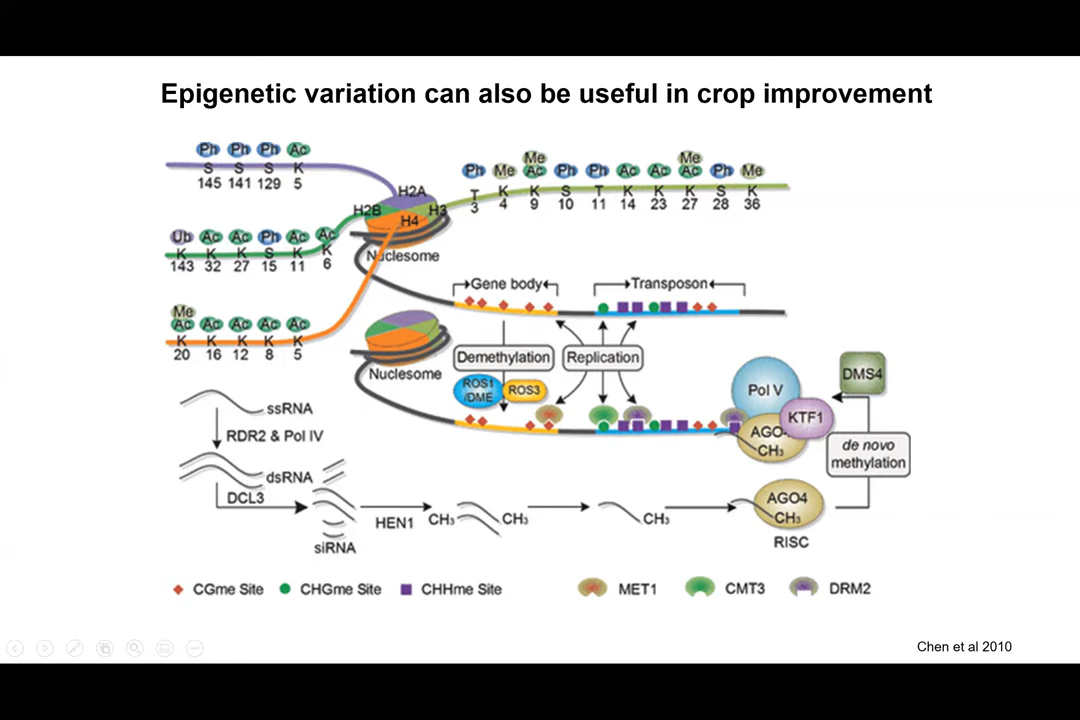 Epigenetic variation can also be useful in crop improvement
Ph Ph Ph Ac
S S S K
145 141 129 5
Me Me
Ph Me Ac Ph Ph Ac Ac Ac Ph Me
T K K S T K K K S K
3 4 9 10 11 14 23 27 28 36
H2A
H2B H3
H4
Ub Ac Ac Ph Ac Ac
K K K S K K
143 32 27 15 11 6
Nuclesome
Gene body
Transposon
Me
Ac Ac Ac Ac Ac
K K K K K
20 16 12 8 5
Demethylation
Replication
Nuclesome
ROS1
/DME
ROS3
Pol V
DMS4
KTF1
AGO4
CH3
de novo
methylation
ssRNA
RDR2 & Pol IV
dsRNA
DCL3
HEN1
siRNA
CH3 CH3
CH3
AGO4
CH3
RISC
CGme Site CHGme Site CHHme Site MET1 CMT3 DRM2
Chen et al 2010